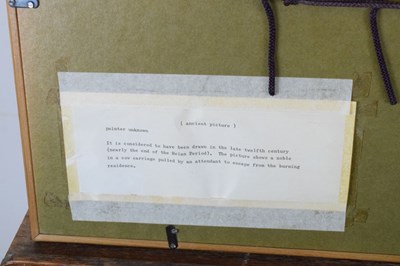 ( ancient picture )
painter unknown
It is considered to have been drawn in the late twelfth century
(nearly the end of the Heian Period). The picture shows a noble
in a cow carriage pulled by an attendant to escape from the burning
residence.